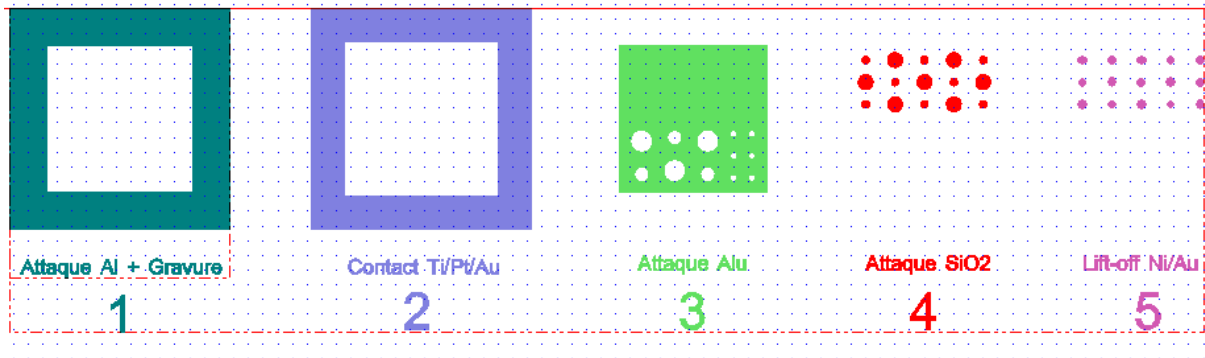 Attaque Al + Gravure
Contact Ti/Pt/Au
Attaque Alu
Attaque SiO2
Lift-off Ni/Au
1
2
3
4
5